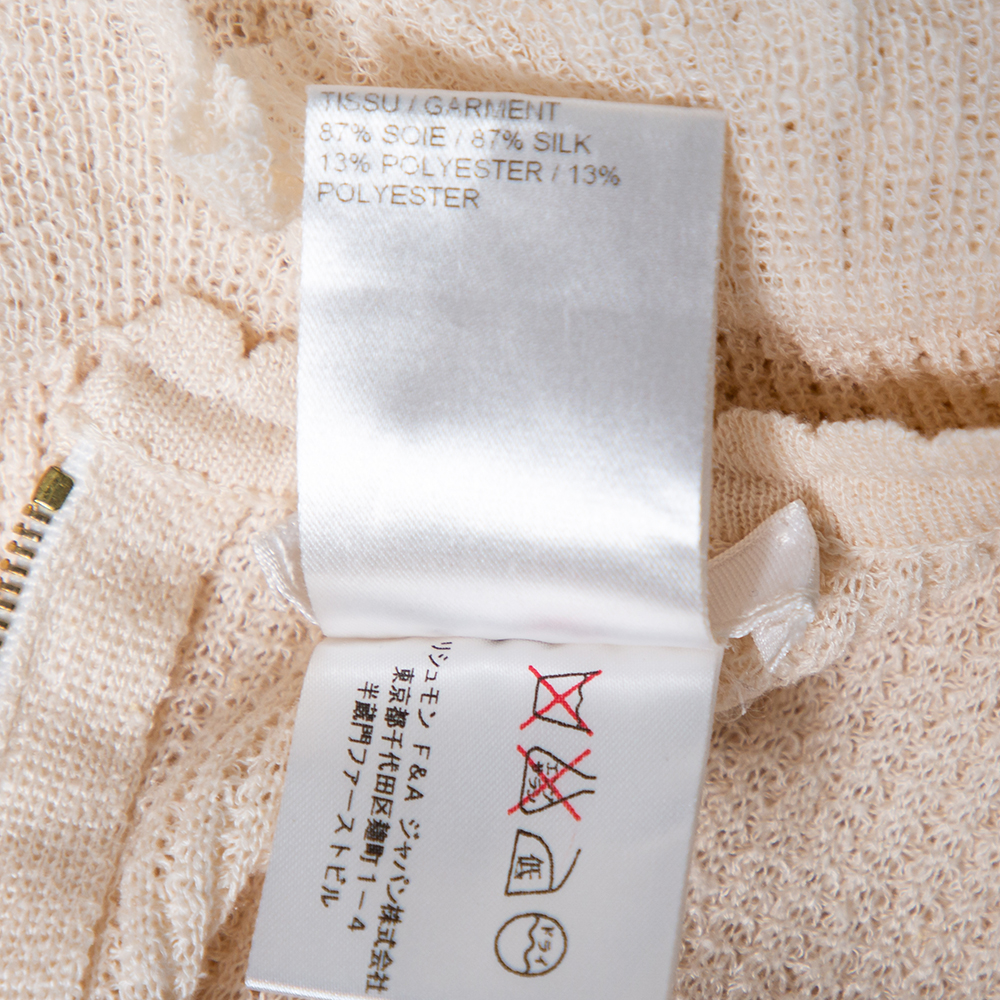 TISSU / GARMENT
87% SOIE / 87% SILK
13% POLYESTER / 13%
POLYESTER
リシュモン F&A ジャパン株式会社
東京都千代田区麹町1-4
半蔵門ファーストビル
低
ドライ